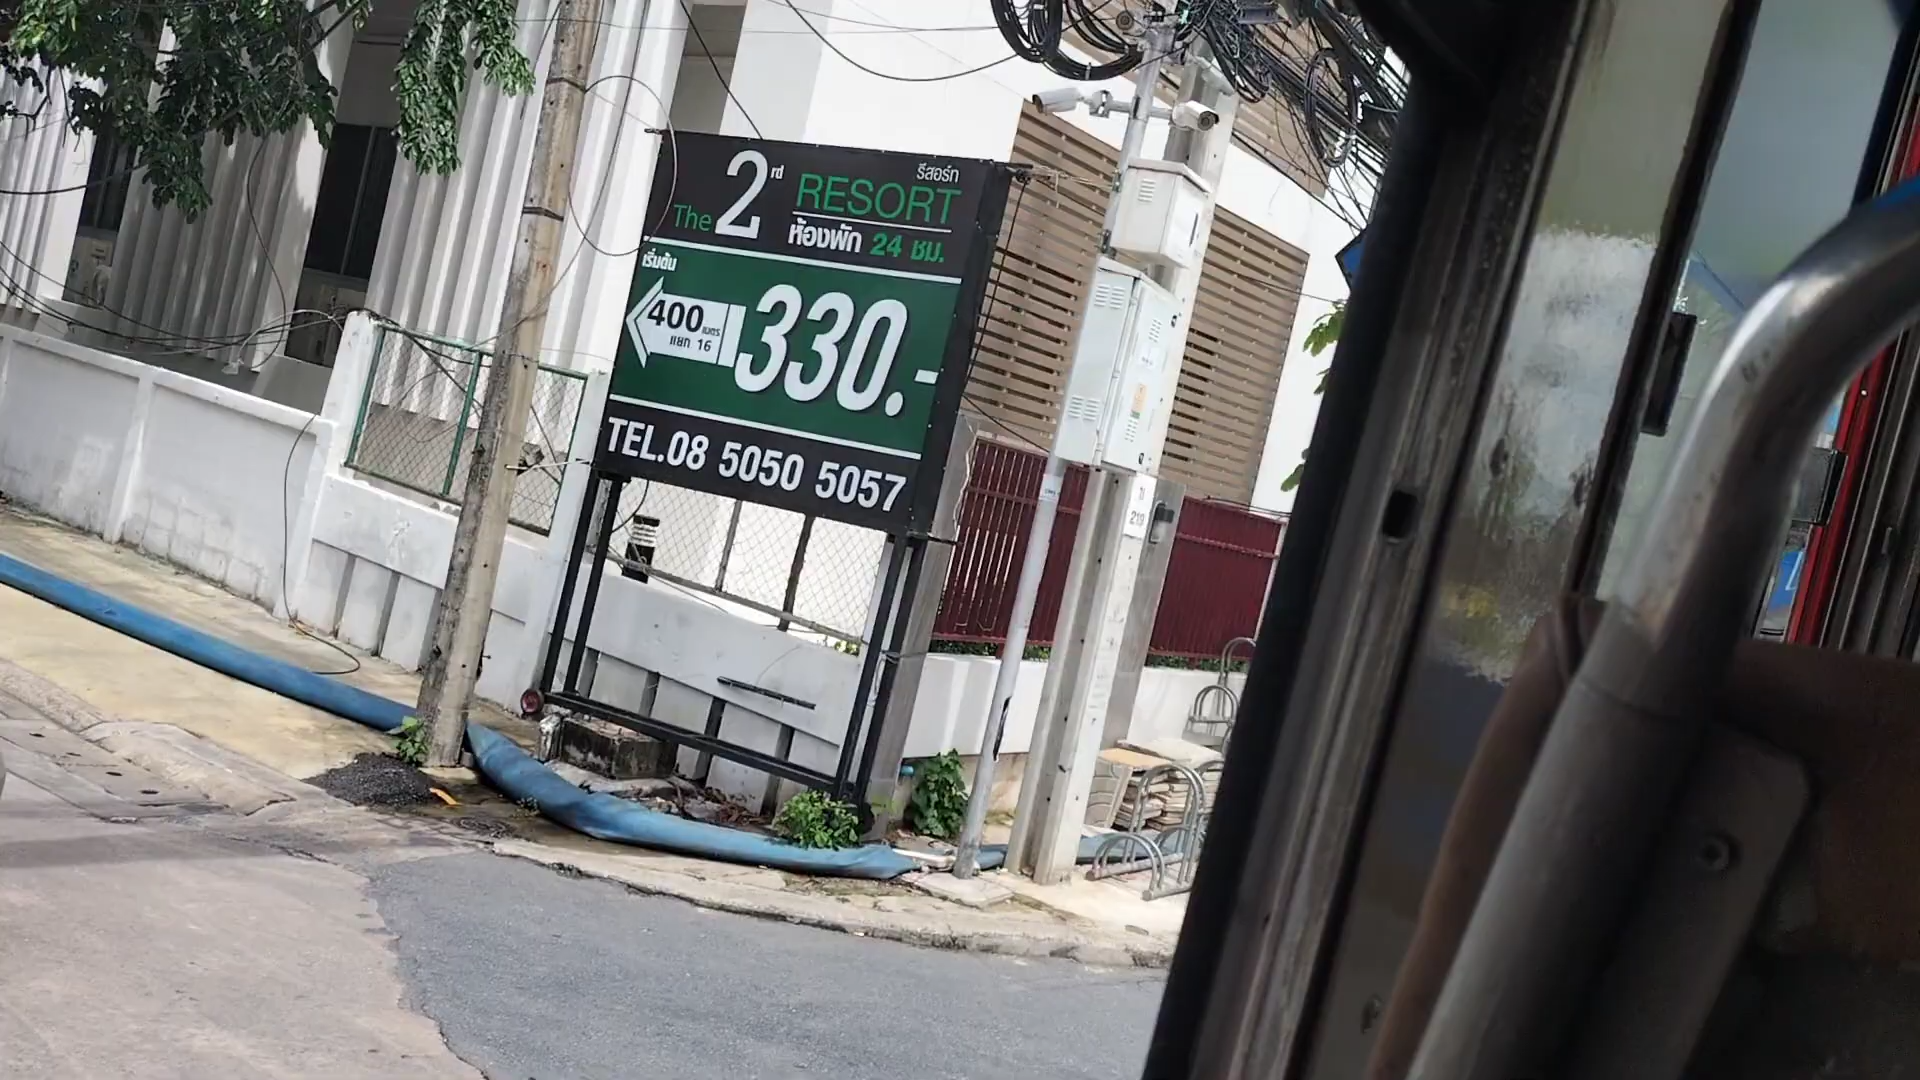 The 2rd RESORT รีสอร์ท
ห้องพัก 24 ชม.
เริ่มต้น
400 เมตร
แยก 16
330.-
TEL.08 5050 5057
219